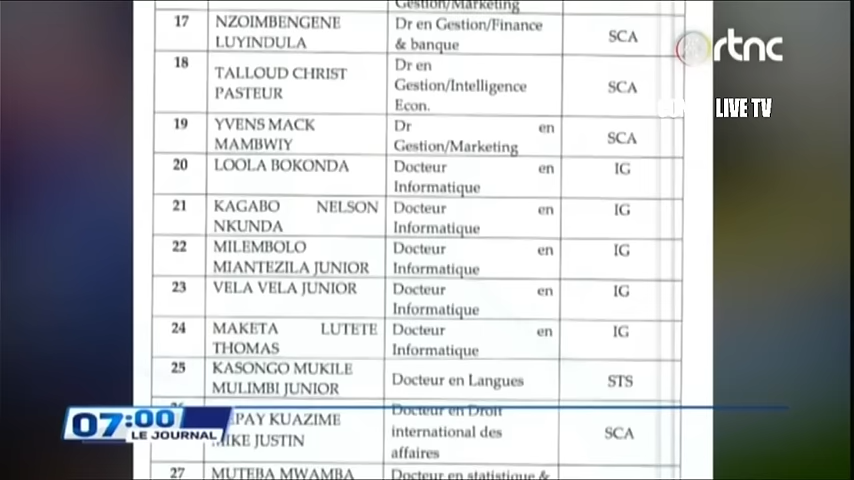 Gestion/Marketing
17 NZOIMBENGENE Dr en Gestion/Finance SCA
LUYINDULA & banque
18 TALLOUD CHRIST Dr en SCA
PASTEUR Gestion/Intelligence
Econ.
19 YVENS MACK Dr en SCA
MAMBWIY Gestion/Marketing
20 LOOLA BOKONDA Docteur en IG
Informatique
21 KAGABO NELSON Docteur en IG
NKUNDA Informatique
22 MILEMBOLO Docteur en IG
MIANTEZILA JUNIOR Informatique
23 VELA VELA JUNIOR Docteur en IG
Informatique
24 MAKETA LUTETE Docteur en IG
THOMAS Informatique
25 KASONGO MUKILE Docteur en Langues STS
MULIMBI JUNIOR
KUAZIME Docteur en Droit SCA
JUSTIN international des
affaires
27 MUTEBA MWAMBA Docteur en statistique &
rtnc
LIVE TV
07:00
LE JOURNAL